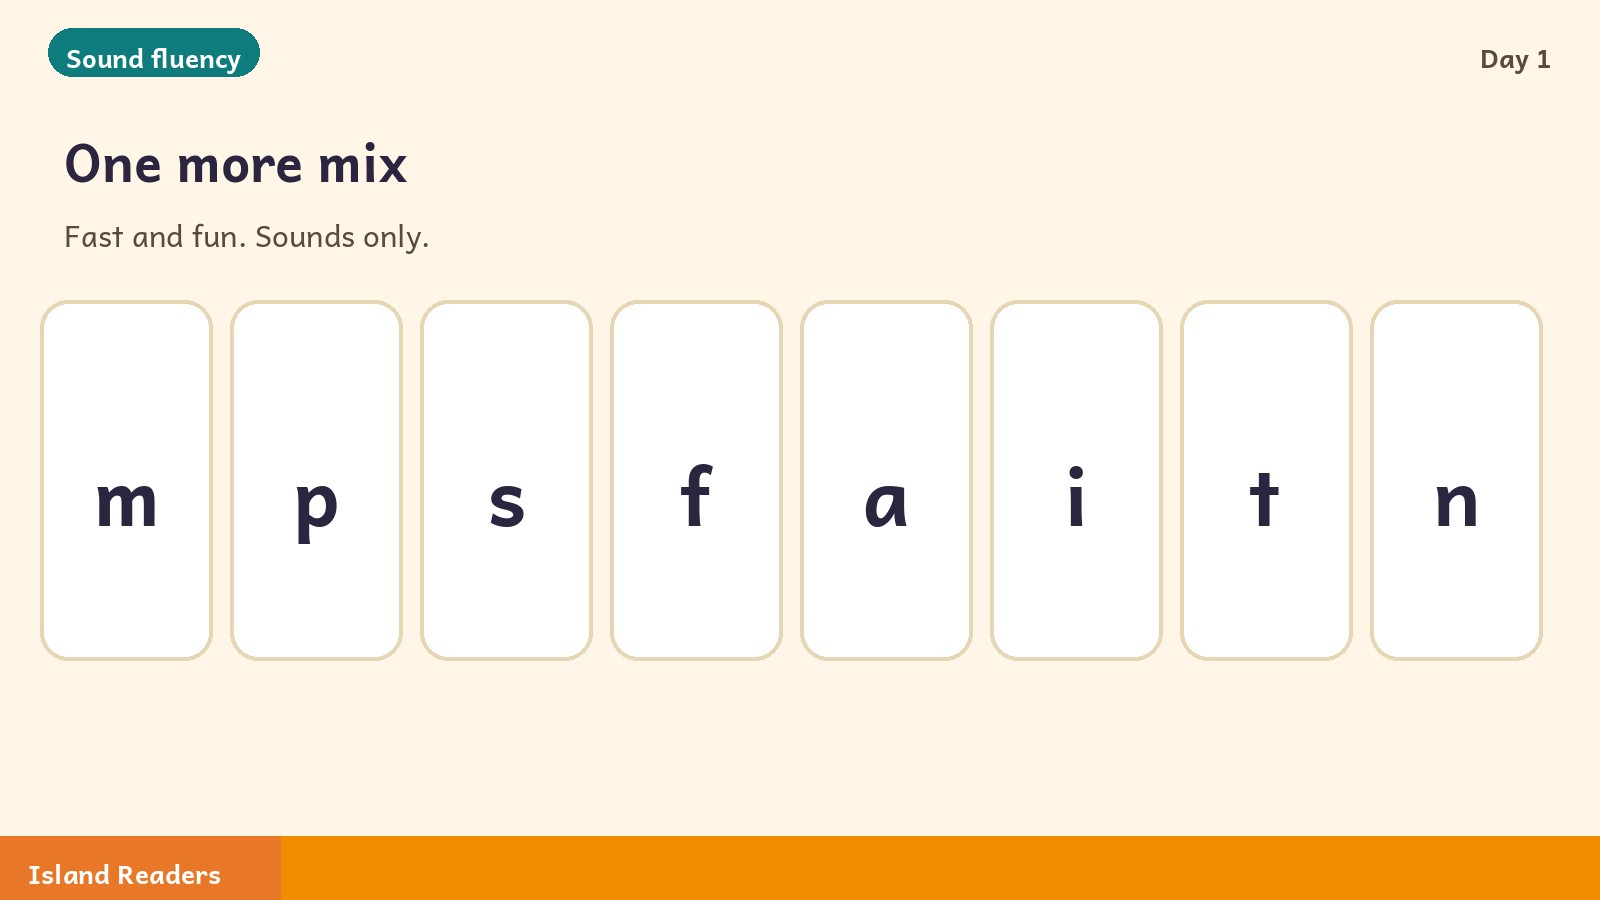 Sound fluency
Day 1
One more mix
Fast and fun. Sounds only.
m p s f a i t n
Island Readers